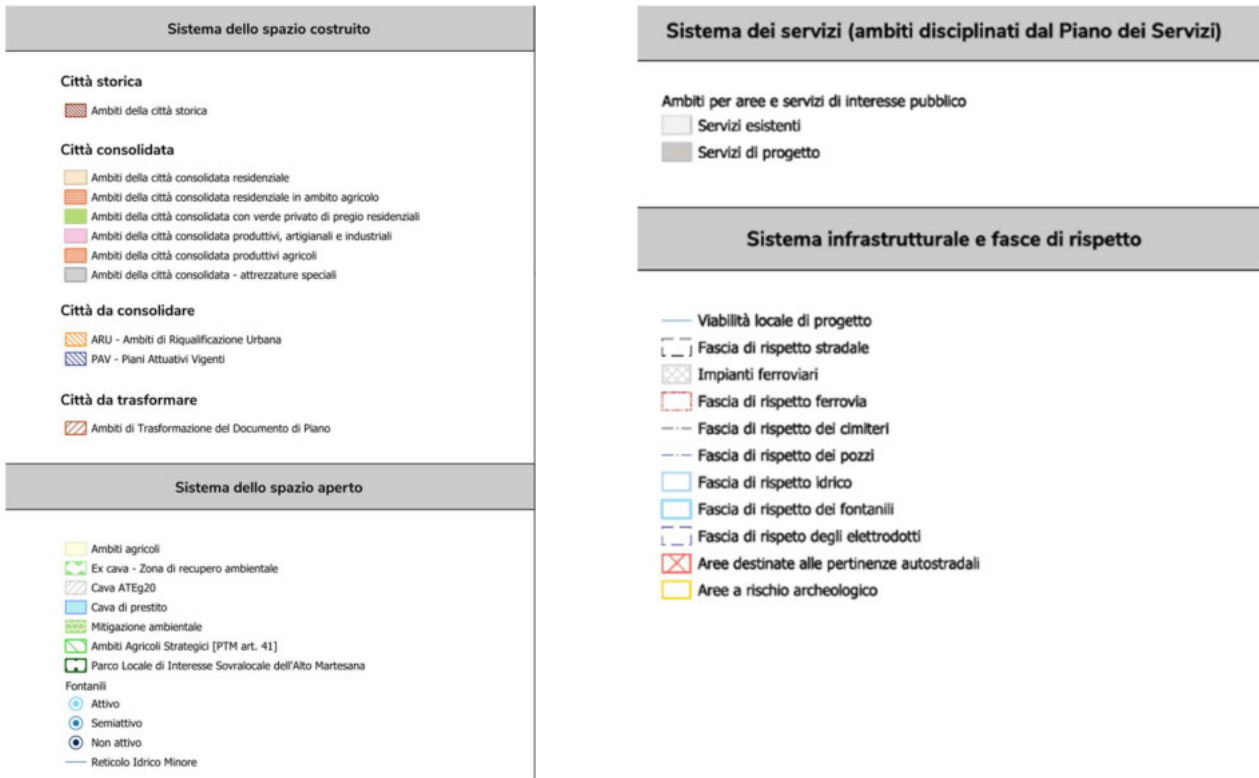 Sistema dello spazio costruito
Città storica
Ambiti della città storica
Città consolidata
Ambiti della città consolidata residenziale
Ambiti della città consolidata residenziale in ambito agricolo
Ambiti della città consolidata con verde privato di pregio residenziali
Ambiti della città consolidata produttivi, artigianali e industriali
Ambiti della città consolidata produttivi agricoli
Ambiti della città consolidata - attrezzature speciali
Città da consolidare
ARU - Ambiti di Riqualificazione Urbana
PAV - Piani Attuativi Vigenti
Città da trasformare
Ambiti di Trasformazione del Documento di Piano
Sistema dello spazio aperto
Ambiti agricoli
Ex cava - Zona di recupero ambientale
Cava ATEg20
Cava di prestito
Mitigazione ambientale
Ambiti Agricoli Strategici [PTM art. 41]
Parco Locale di Interesse Sovralocale dell'Alto Martesana
Fontanili
Attivo
Semiattivo
Non attivo
Reticolo Idrico Minore
Sistema dei servizi (ambiti disciplinati dal Piano dei Servizi)
Ambiti per aree e servizi di interesse pubblico
Servizi esistenti
Servizi di progetto
Sistema infrastrutturale e fasce di rispetto
Viabilità locale di progetto
Fascia di rispetto stradale
Impianti ferroviari
Fascia di rispetto ferrovia
Fascia di rispetto dei cimiteri
Fascia di rispetto dei pozzi
Fascia di rispetto idrico
Fascia di rispetto dei fontanili
Fascia di rispeto degli elettrodotti
Aree destinate alle pertinenze autostradali
Aree a rischio archeologico